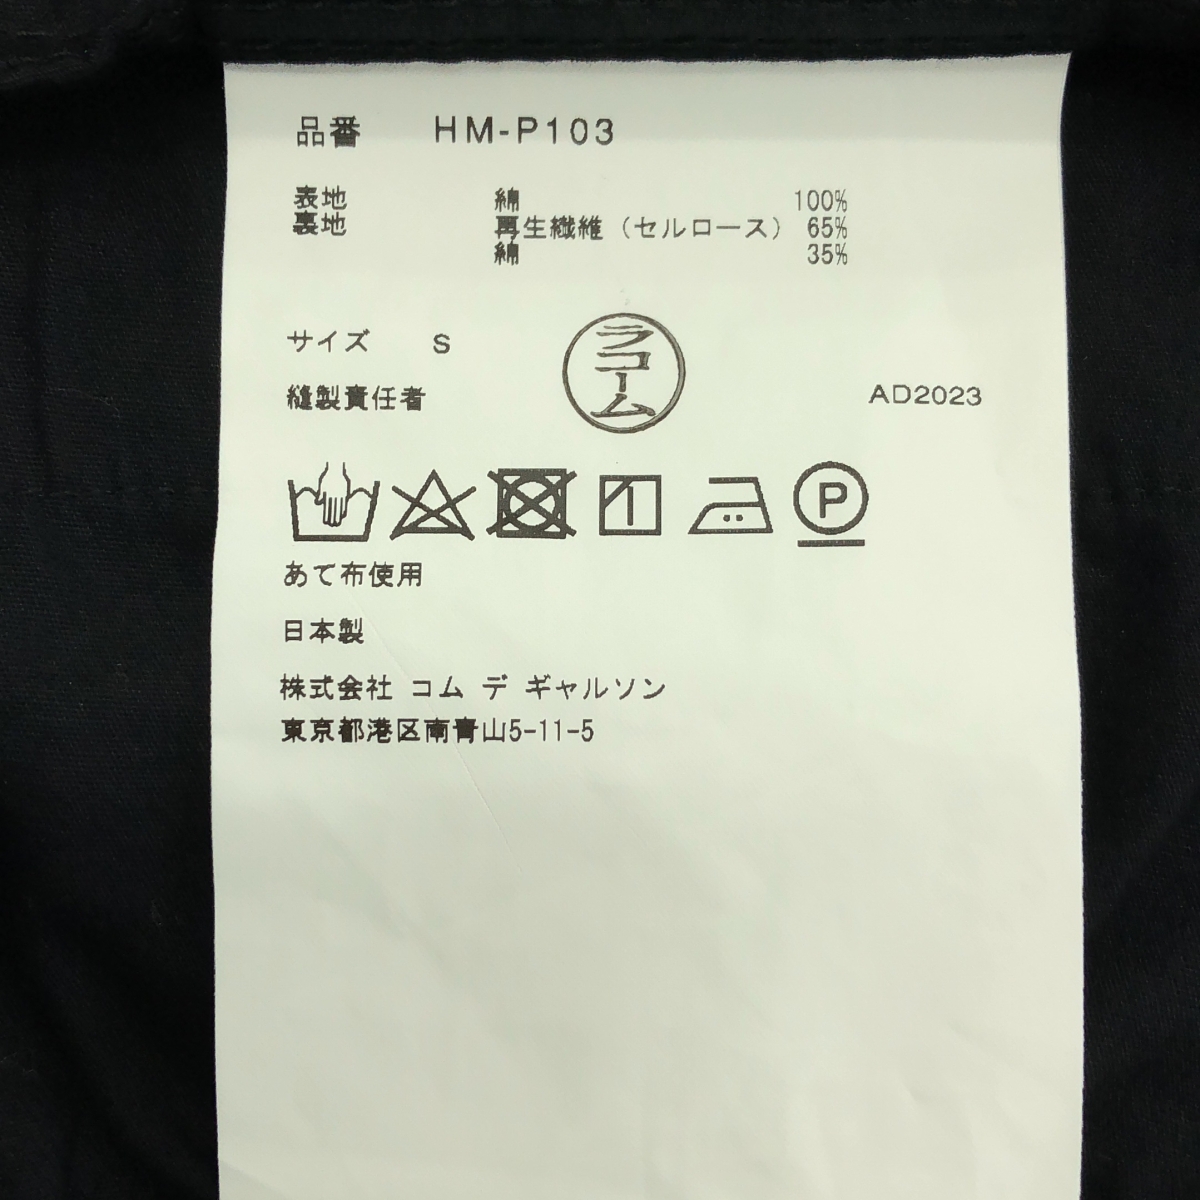 品番 HM-P103
表地 綿 100%
裏地 再生繊維（セルロース） 65%
綿 35%
サイズ S
ラコーム
縫製責任者 AD2023
P
あて布使用
日本製
株式会社 コム デ ギャルソン
東京都港区南青山5-11-5